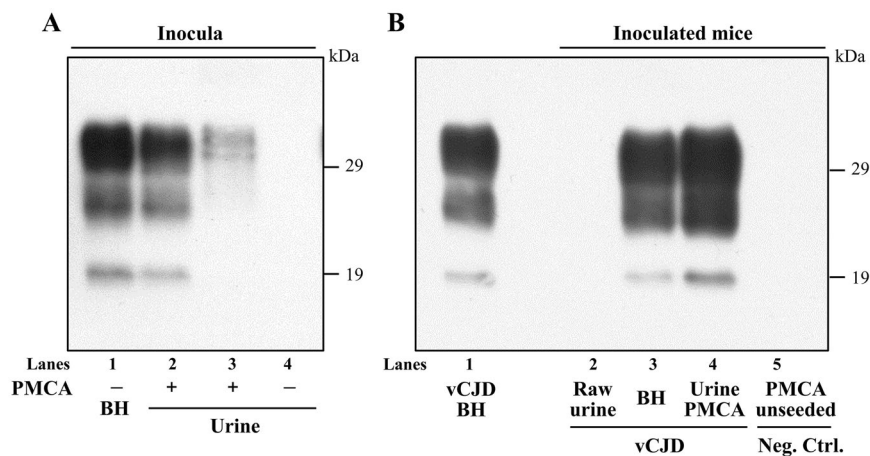 A
Inocula
kDa
29
19
Lanes 1 2 3 4
PMCA – + + –
BH
Urine
B
Inoculated mice
kDa
29
19
Lanes 1 2 3 4 5
vCJD BH
Raw urine
BH
Urine PMCA
PMCA unseeded
vCJD
Neg. Ctrl.